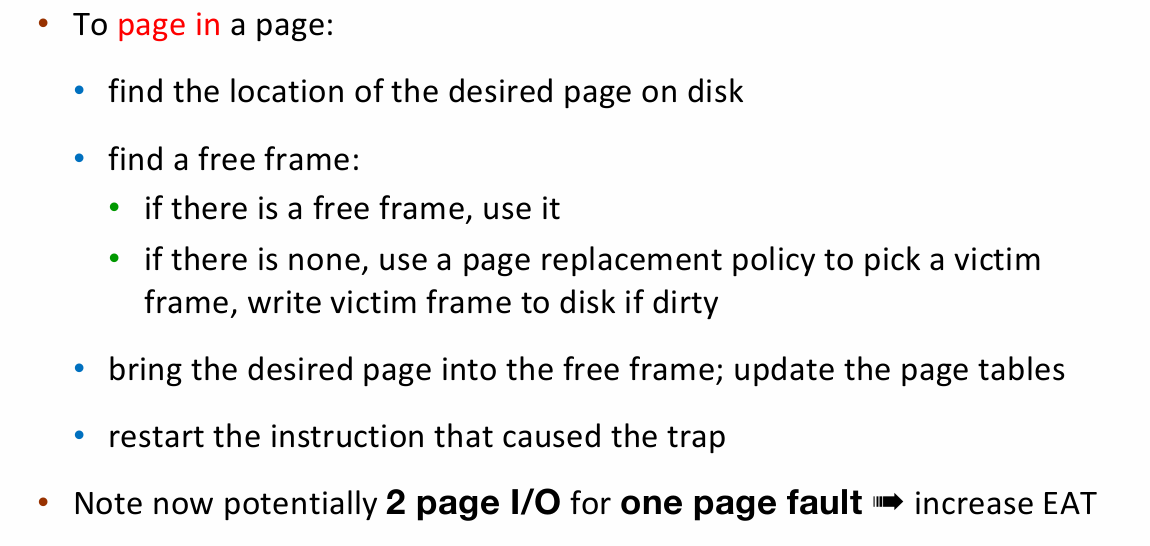 • To page in a page:
• find the location of the desired page on disk
• find a free frame:
• if there is a free frame, use it
• if there is none, use a page replacement policy to pick a victim
frame, write victim frame to disk if dirty
• bring the desired page into the free frame; update the page tables
• restart the instruction that caused the trap
• Note now potentially 2 page I/O for one page fault ➠ increase EAT